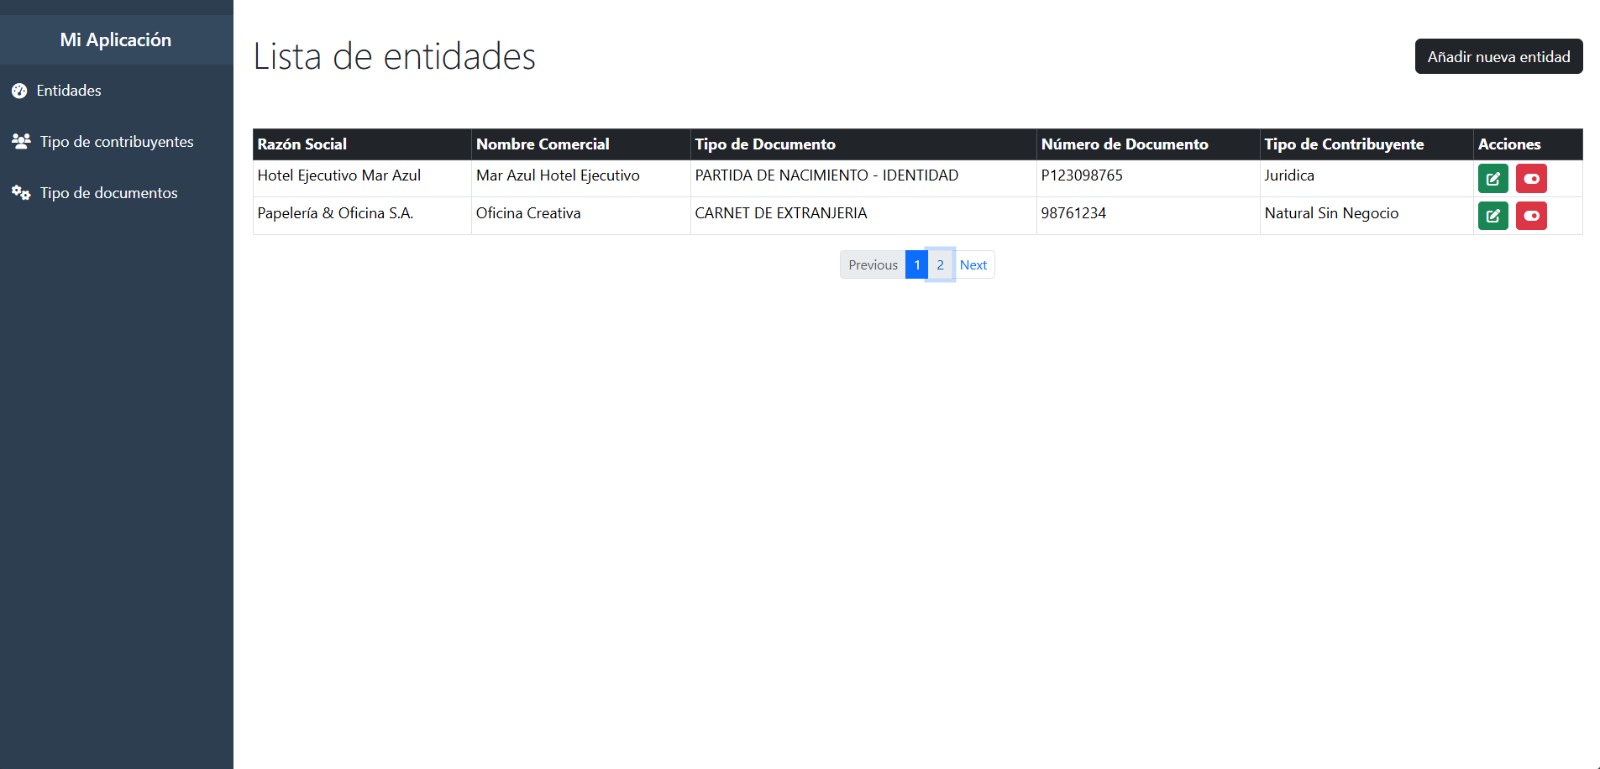 Mi Aplicación
Entidades
Tipo de contribuyentes
Tipo de documentos
Lista de entidades
Añadir nueva entidad
Razón Social Nombre Comercial Tipo de Documento Número de Documento Tipo de Contribuyente Acciones
Hotel Ejecutivo Mar Azul Mar Azul Hotel Ejecutivo PARTIDA DE NACIMIENTO - IDENTIDAD P123098765 Juridica
Papelería & Oficina S.A. Oficina Creativa CARNET DE EXTRANJERIA 98761234 Natural Sin Negocio
Previous 1 2 Next